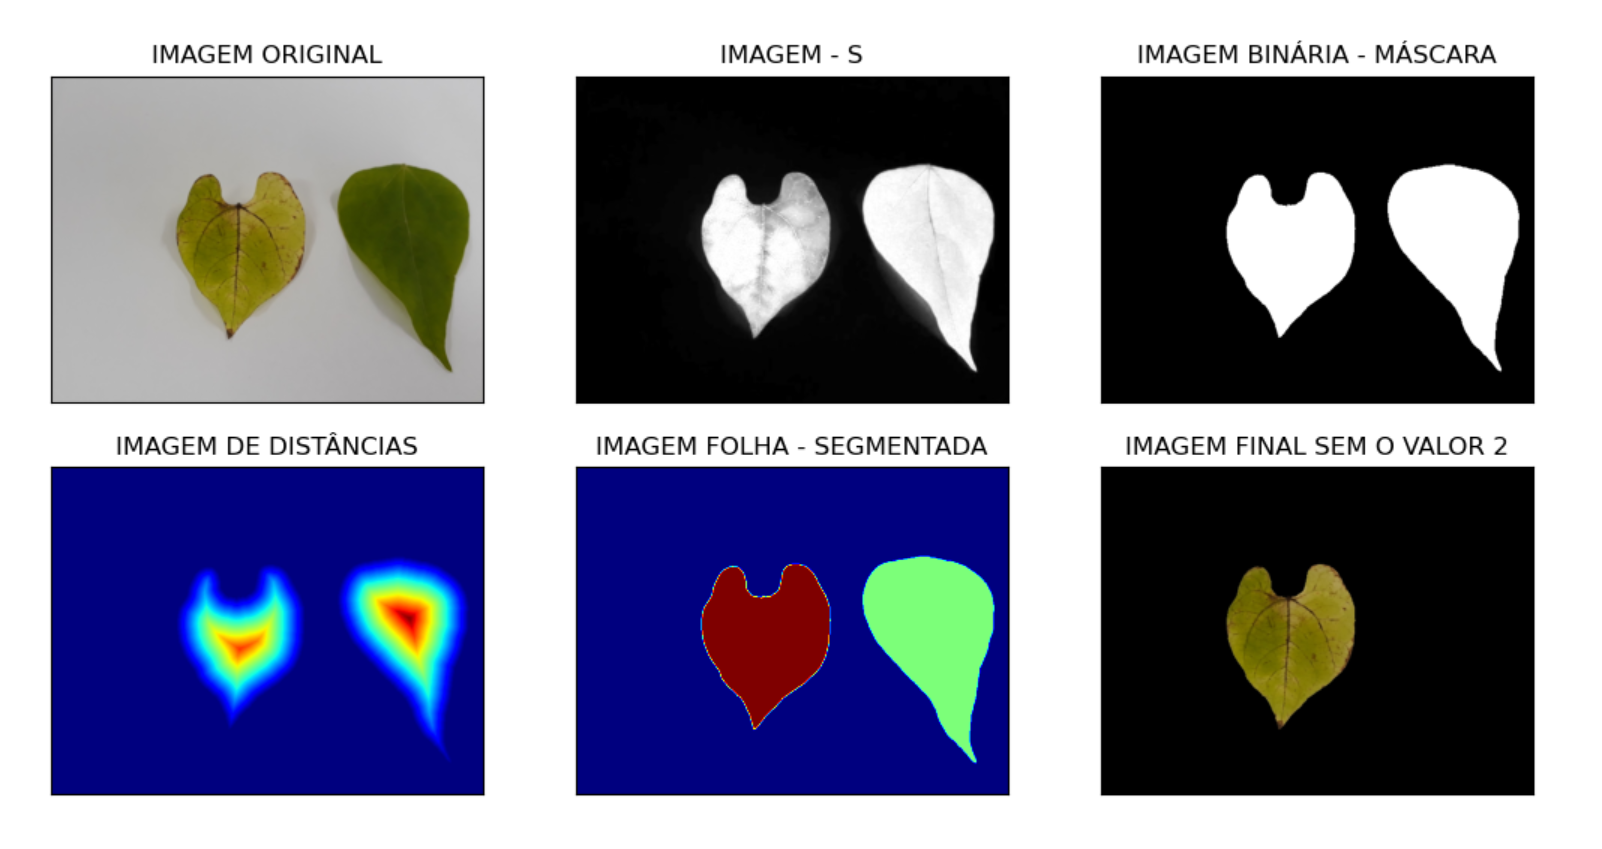 IMAGEM ORIGINAL
IMAGEM - S
IMAGEM BINÁRIA - MÁSCARA
IMAGEM DE DISTÂNCIAS
IMAGEM FOLHA - SEGMENTADA
IMAGEM FINAL SEM O VALOR 2